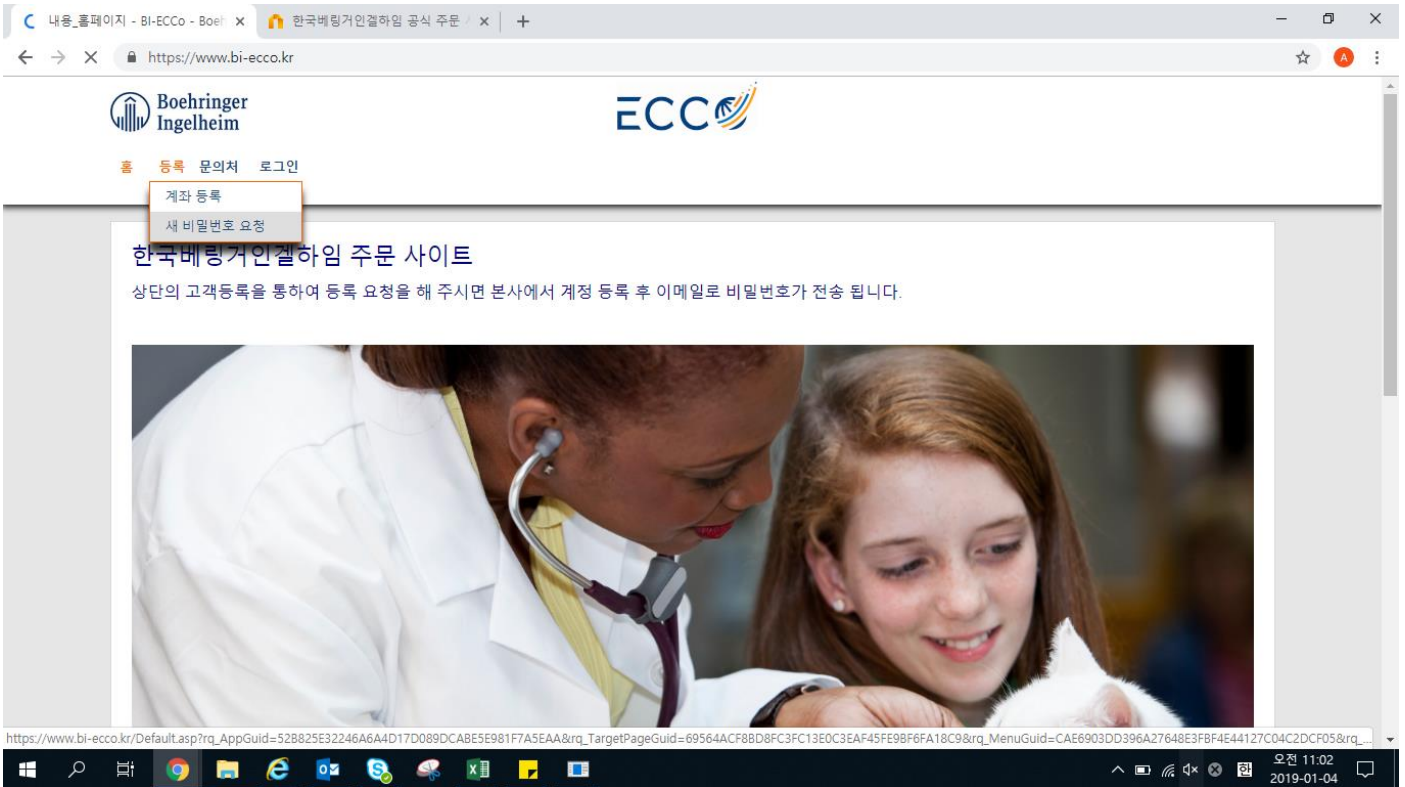 내용_홈페이지 - BI-ECCo - Boeh
한국베링거인겔하임 공식 주문
https://www.bi-ecco.kr
A
Boehringer
Ingelheim
ECCO
홈 등록 문의처 로그인
계좌 등록
새 비밀번호 요청
한국베링거인겔하임 주문 사이트
상단의 고객등록을 통하여 등록 요청을 해 주시면 본사에서 계정 등록 후 이메일로 비밀번호가 전송 됩니다.
https://www.bi-ecco.kr/Default.asp?rq_AppGuid=52B825E32246A6A4D17D089DCABE5E981F7A5EAA&rq_TargetPageGuid=69564ACF8BD8FC3FC13E0C3EAF45FE9BF6FA18C9&rq_MenuGuid=CAE6903DD396A27648E3FBF4E44127C04C2DCF05&rq_...
한
오전 11:02
2019-01-04